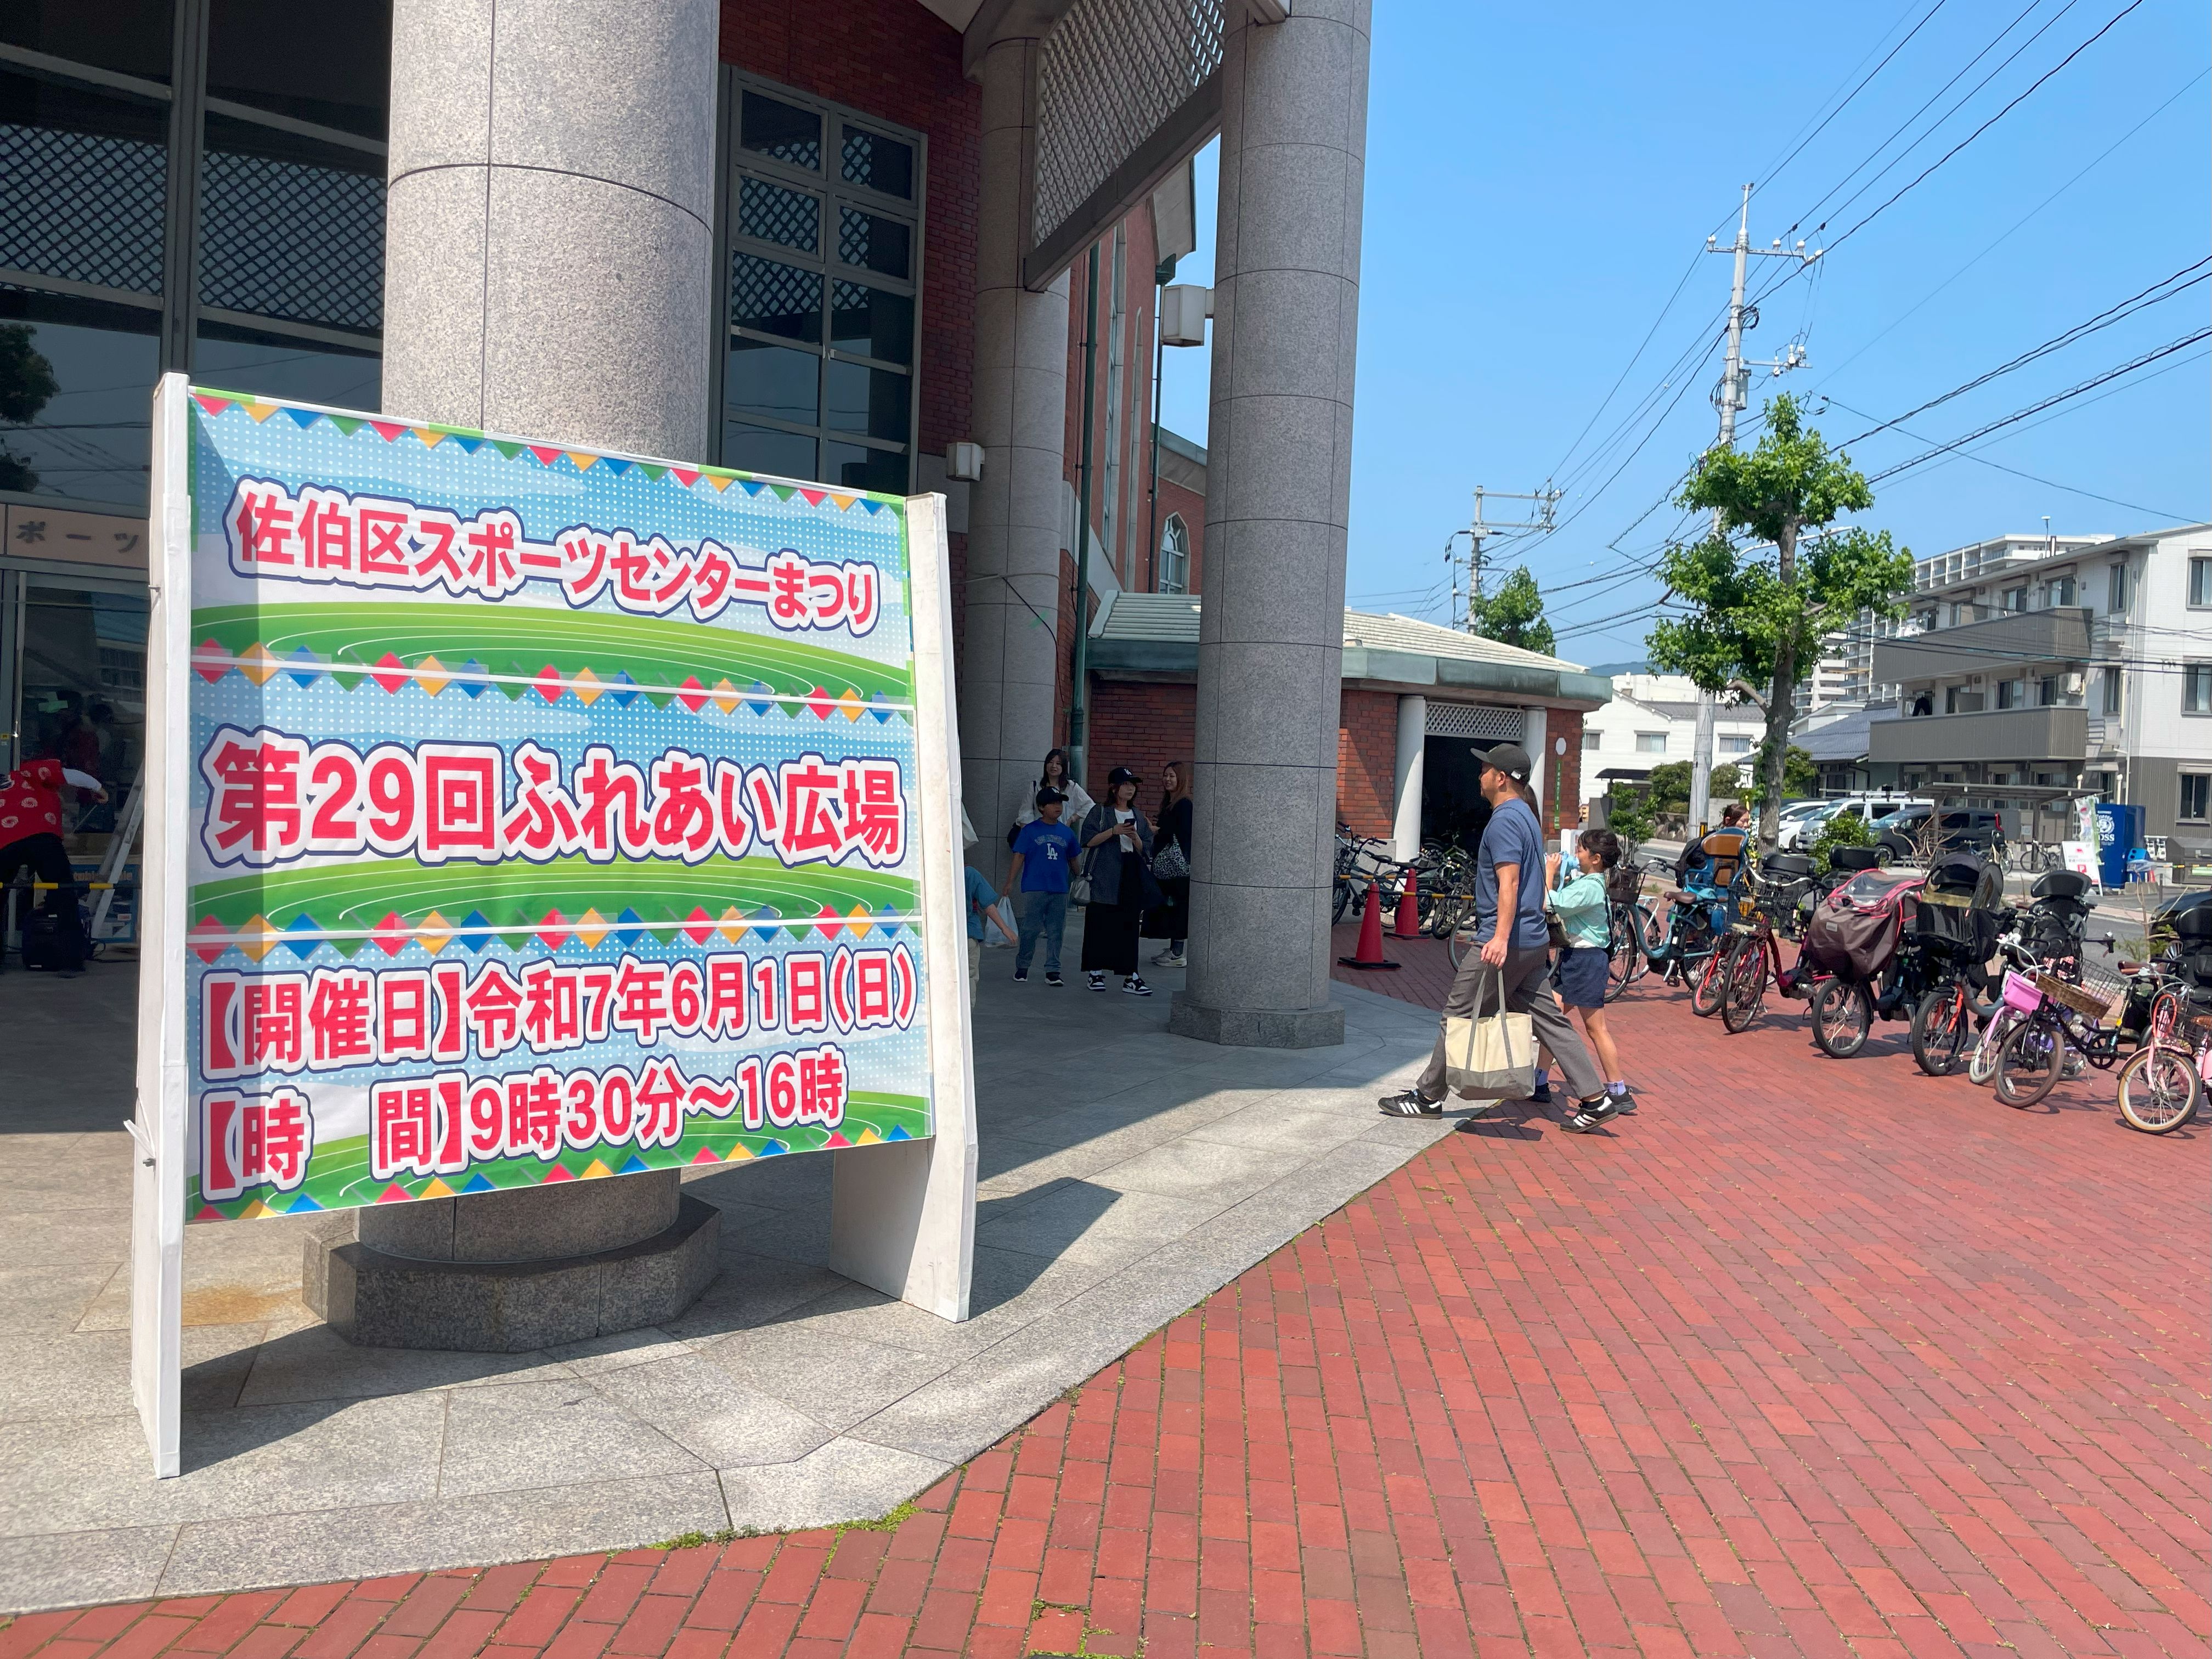 佐伯区スポーツセンターまつり
第29回ふれあい広場
【開催日】令和7年6月1日(日)
【時　間】9時30分～16時
ポーツ
LA
BOSS